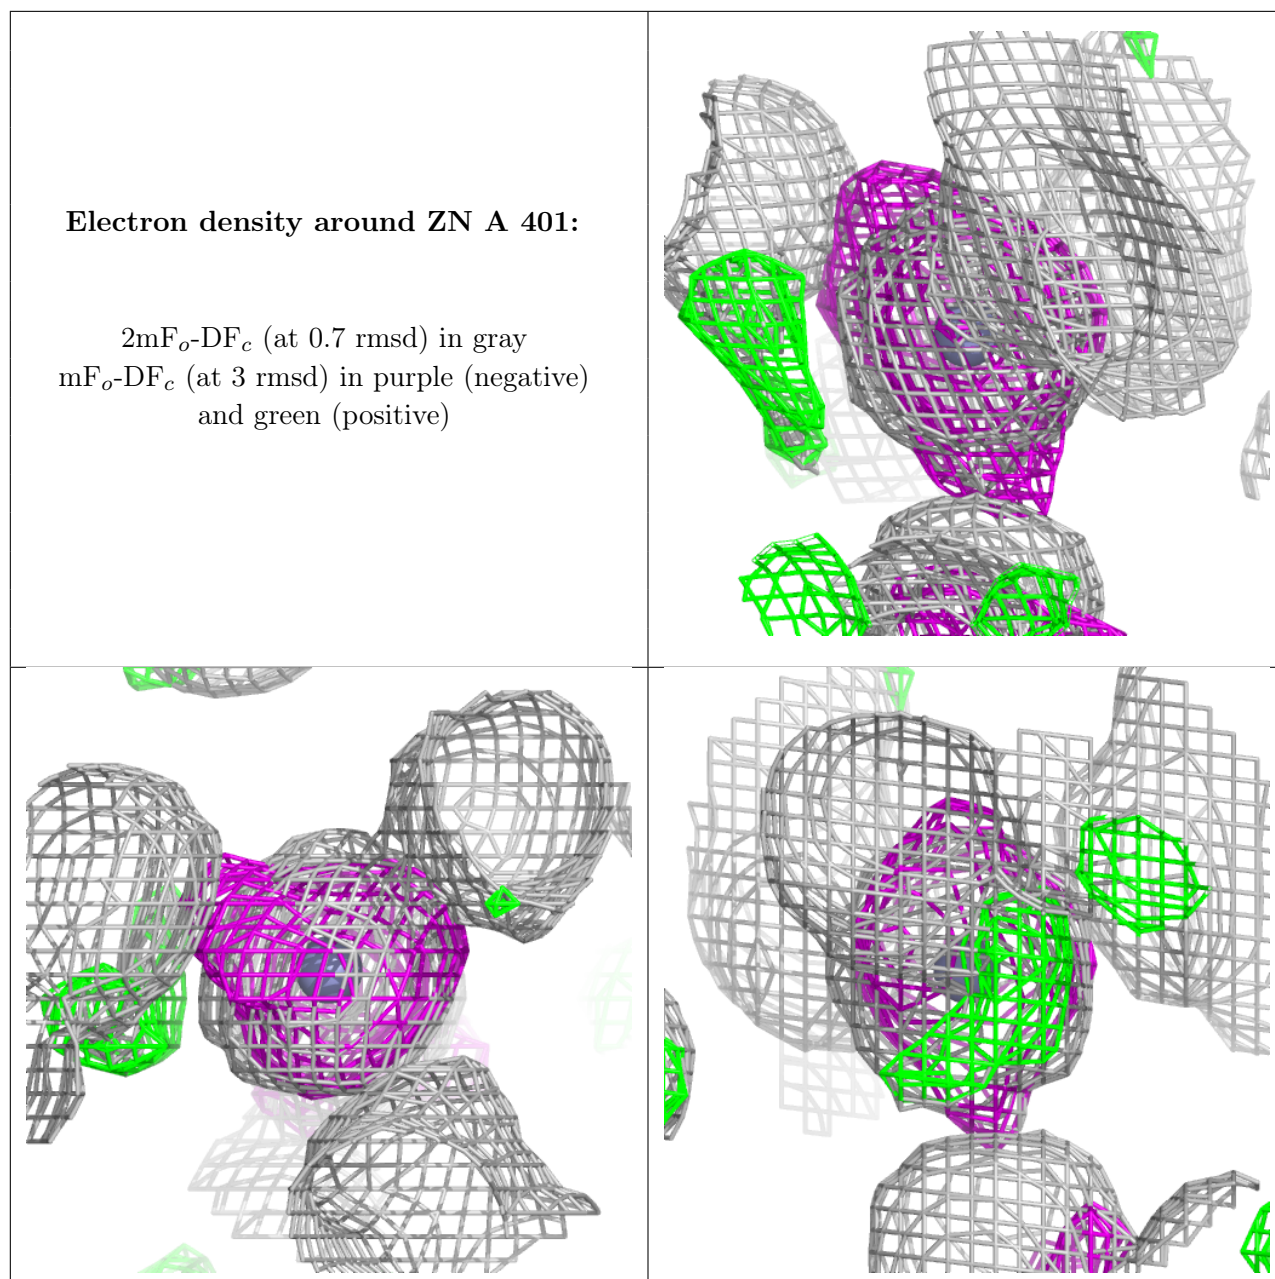 Electron density around ZN A 401:
2mFo-DFc (at 0.7 rmsd) in gray
mFo-DFc (at 3 rmsd) in purple (negative)
and green (positive)